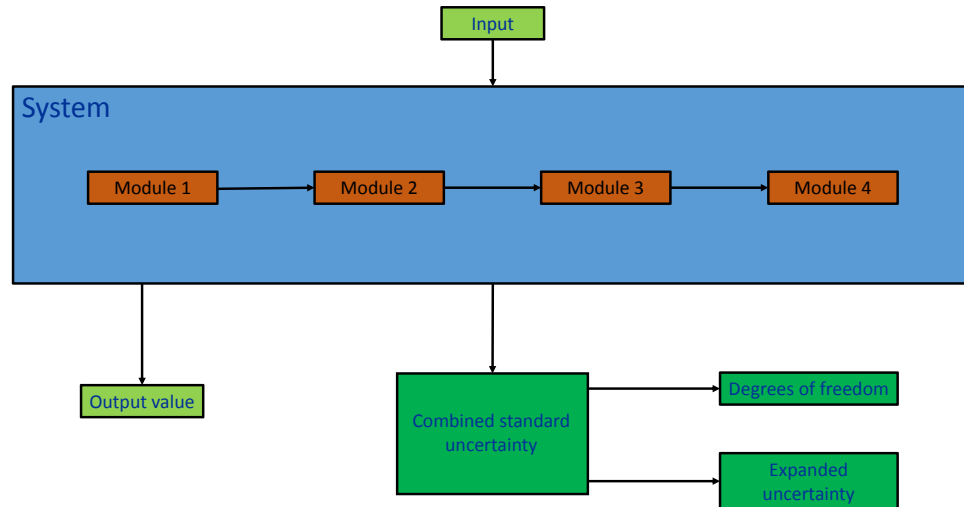 Input
System
Module 1
Module 2
Module 3
Module 4
Output value
Combined standard
uncertainty
Degrees of freedom
Expanded
uncertainty